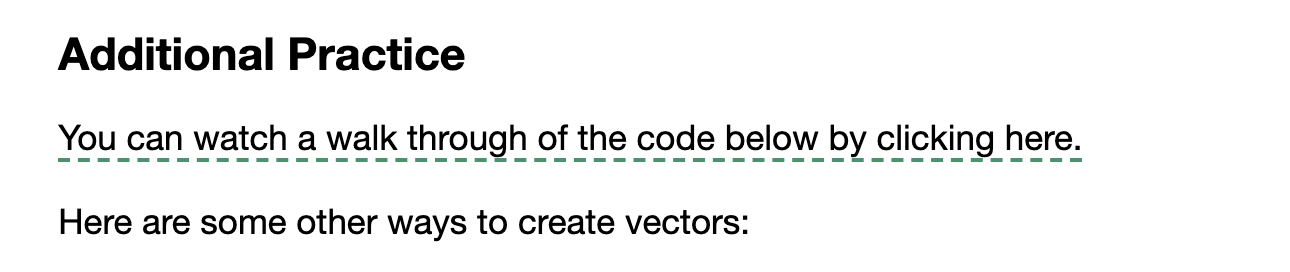 Additional Practice
You can watch a walk through of the code below by clicking here.
Here are some other ways to create vectors: